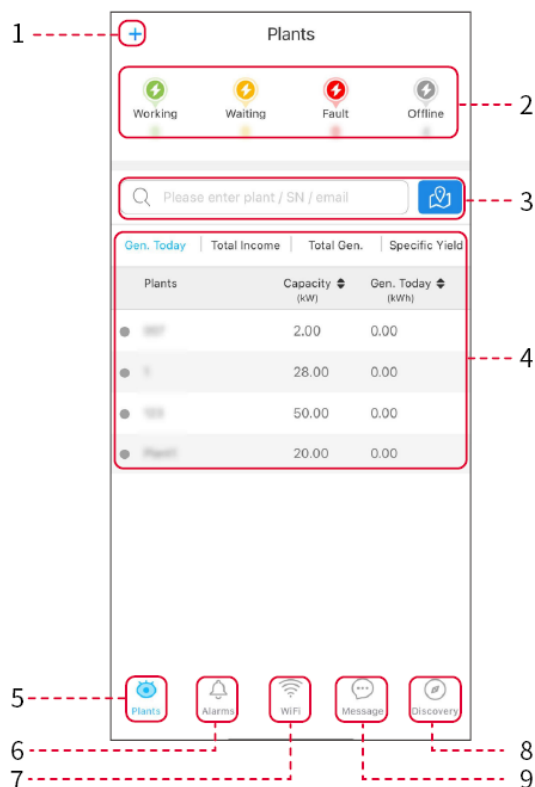 1
+
Plants
Working Waiting Fault Offline
2
Please enter plant / SN / email
3
Gen. Today Total Income Total Gen. Specific Yield
Plants Capacity Gen. Today
(kW) (kWh)
2.00 0.00
28.00 0.00
4
50.00 0.00
20.00 0.00
5
Plants Alarms WiFi Message Discovery
6 8
7 9